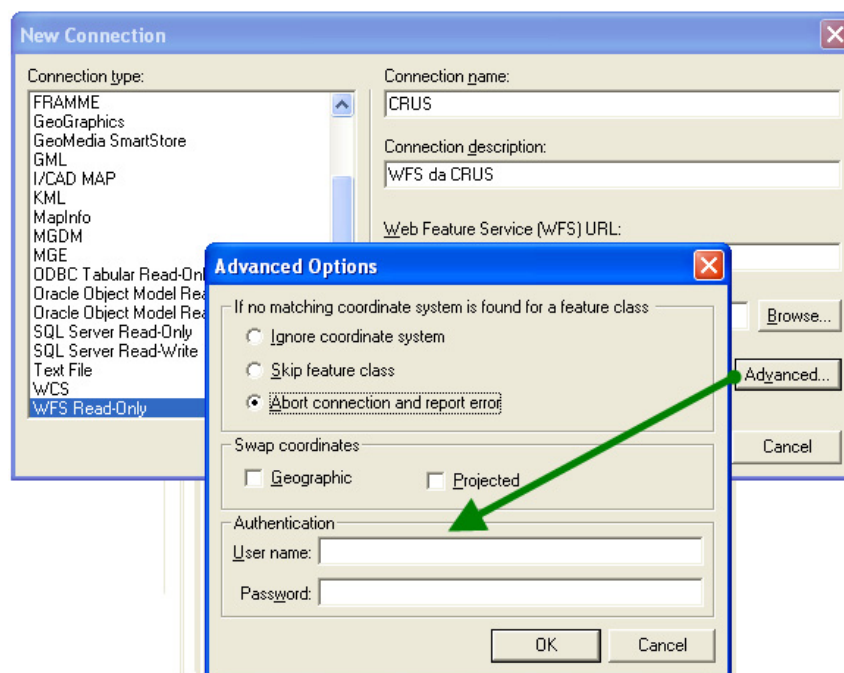 New Connection
Connection type:
FRAMME
GeoGraphics
GeoMedia SmartStore
GML
I/CAD MAP
KML
MapInfo
MGDM
MGE
ODBC Tabular Read-Onl
Oracle Object Model Rea
Oracle Object Model Rea
SQL Server Read-Only
SQL Server Read-Write
Text File
WCS
WFS Read-Only
Connection name:
CRUS
Connection description:
WFS da CRUS
Web Feature Service (WFS) URL:
Browse...
Advanced...
Cancel
Advanced Options
If no matching coordinate system is found for a feature class
Ignore coordinate system
Skip feature class
Abort connection and report error
Swap coordinates
Geographic
Projected
Authentication
User name:
Password:
OK
Cancel